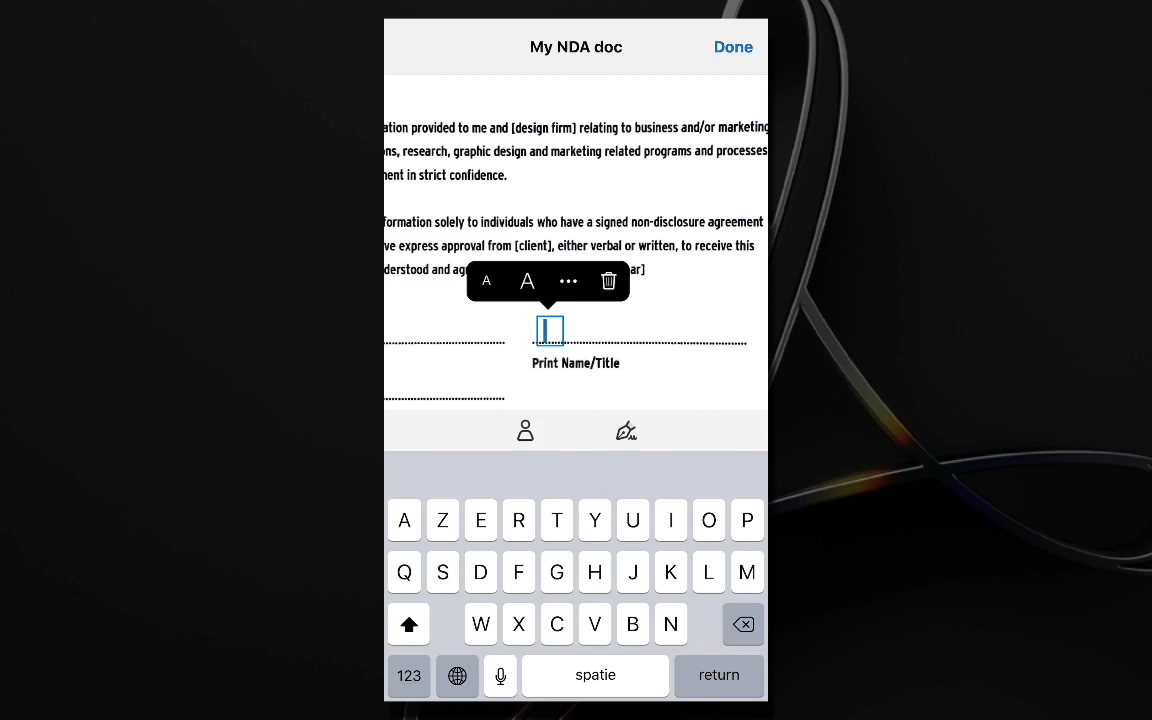 My NDA doc
Done
ation provided to me and [design firm] relating to business and/or marketing
ns, research, graphic design and marketing related programs and processes
ent in strict confidence.
formation solely to individuals who have a signed non-disclosure agreement
ve express approval from [client], either verbal or written, to receive this
derstood and ag
ar]
A A
Print Name/Title
A Z E R T Y U I O P
Q S D F G H J K L M
W X C V B N
123 spatie return